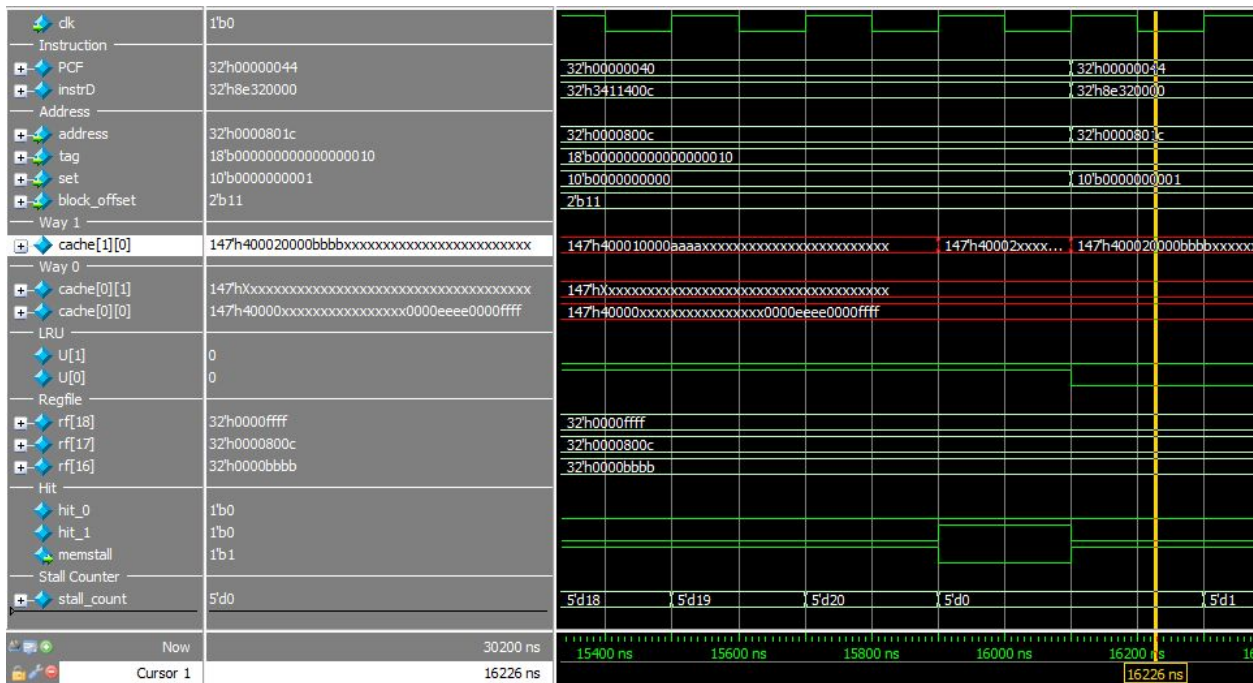 clk 1'b0
Instruction
PCF 32'h00000044 32'h00000040 32'h00000044
instrD 32'h8e320000 32'h3411400c 32'h8e320000
Address
address 32'h0000801c 32'h0000800c 32'h0000801c
tag 18'b000000000000000010 18'b000000000000000010
set 10'b0000000001 10'b0000000000 10'b0000000001
block_offset 2'b11 2'b11
Way 1
cache[1][0] 147'h400020000bbbbxxxxxxxxxxxxxxxxxxxxxxxx 147'h400010000aaaaxxxxxxxxxxxxxxxxxxxxxxxx 147'h40002xxxx... 147'h400020000bbbbxxxxxx
Way 0
cache[0][1] 147'hXxxxxxxxxxxxxxxxxxxxxxxxxxxxxxxxxxxxx 147'hXxxxxxxxxxxxxxxxxxxxxxxxxxxxxxxxxxxxx
cache[0][0] 147'h40000xxxxxxxxxxxxxxxx0000eeee0000ffff 147'h40000xxxxxxxxxxxxxxxx0000eeee0000ffff
LRU
U[1] 0
U[0] 0
Regfile
rf[18] 32'h0000ffff 32'h0000ffff
rf[17] 32'h0000800c 32'h0000800c
rf[16] 32'h0000bbbb 32'h0000bbbb
Hit
hit_0 1'b0
hit_1 1'b0
memstall 1'b1
Stall Counter
stall_count 5'd0 5'd18 5'd19 5'd20 5'd0 5'd1
Now 30200 ns 15400 ns 15600 ns 15800 ns 16000 ns 16200 ns
Cursor 1 16226 ns 16226 ns